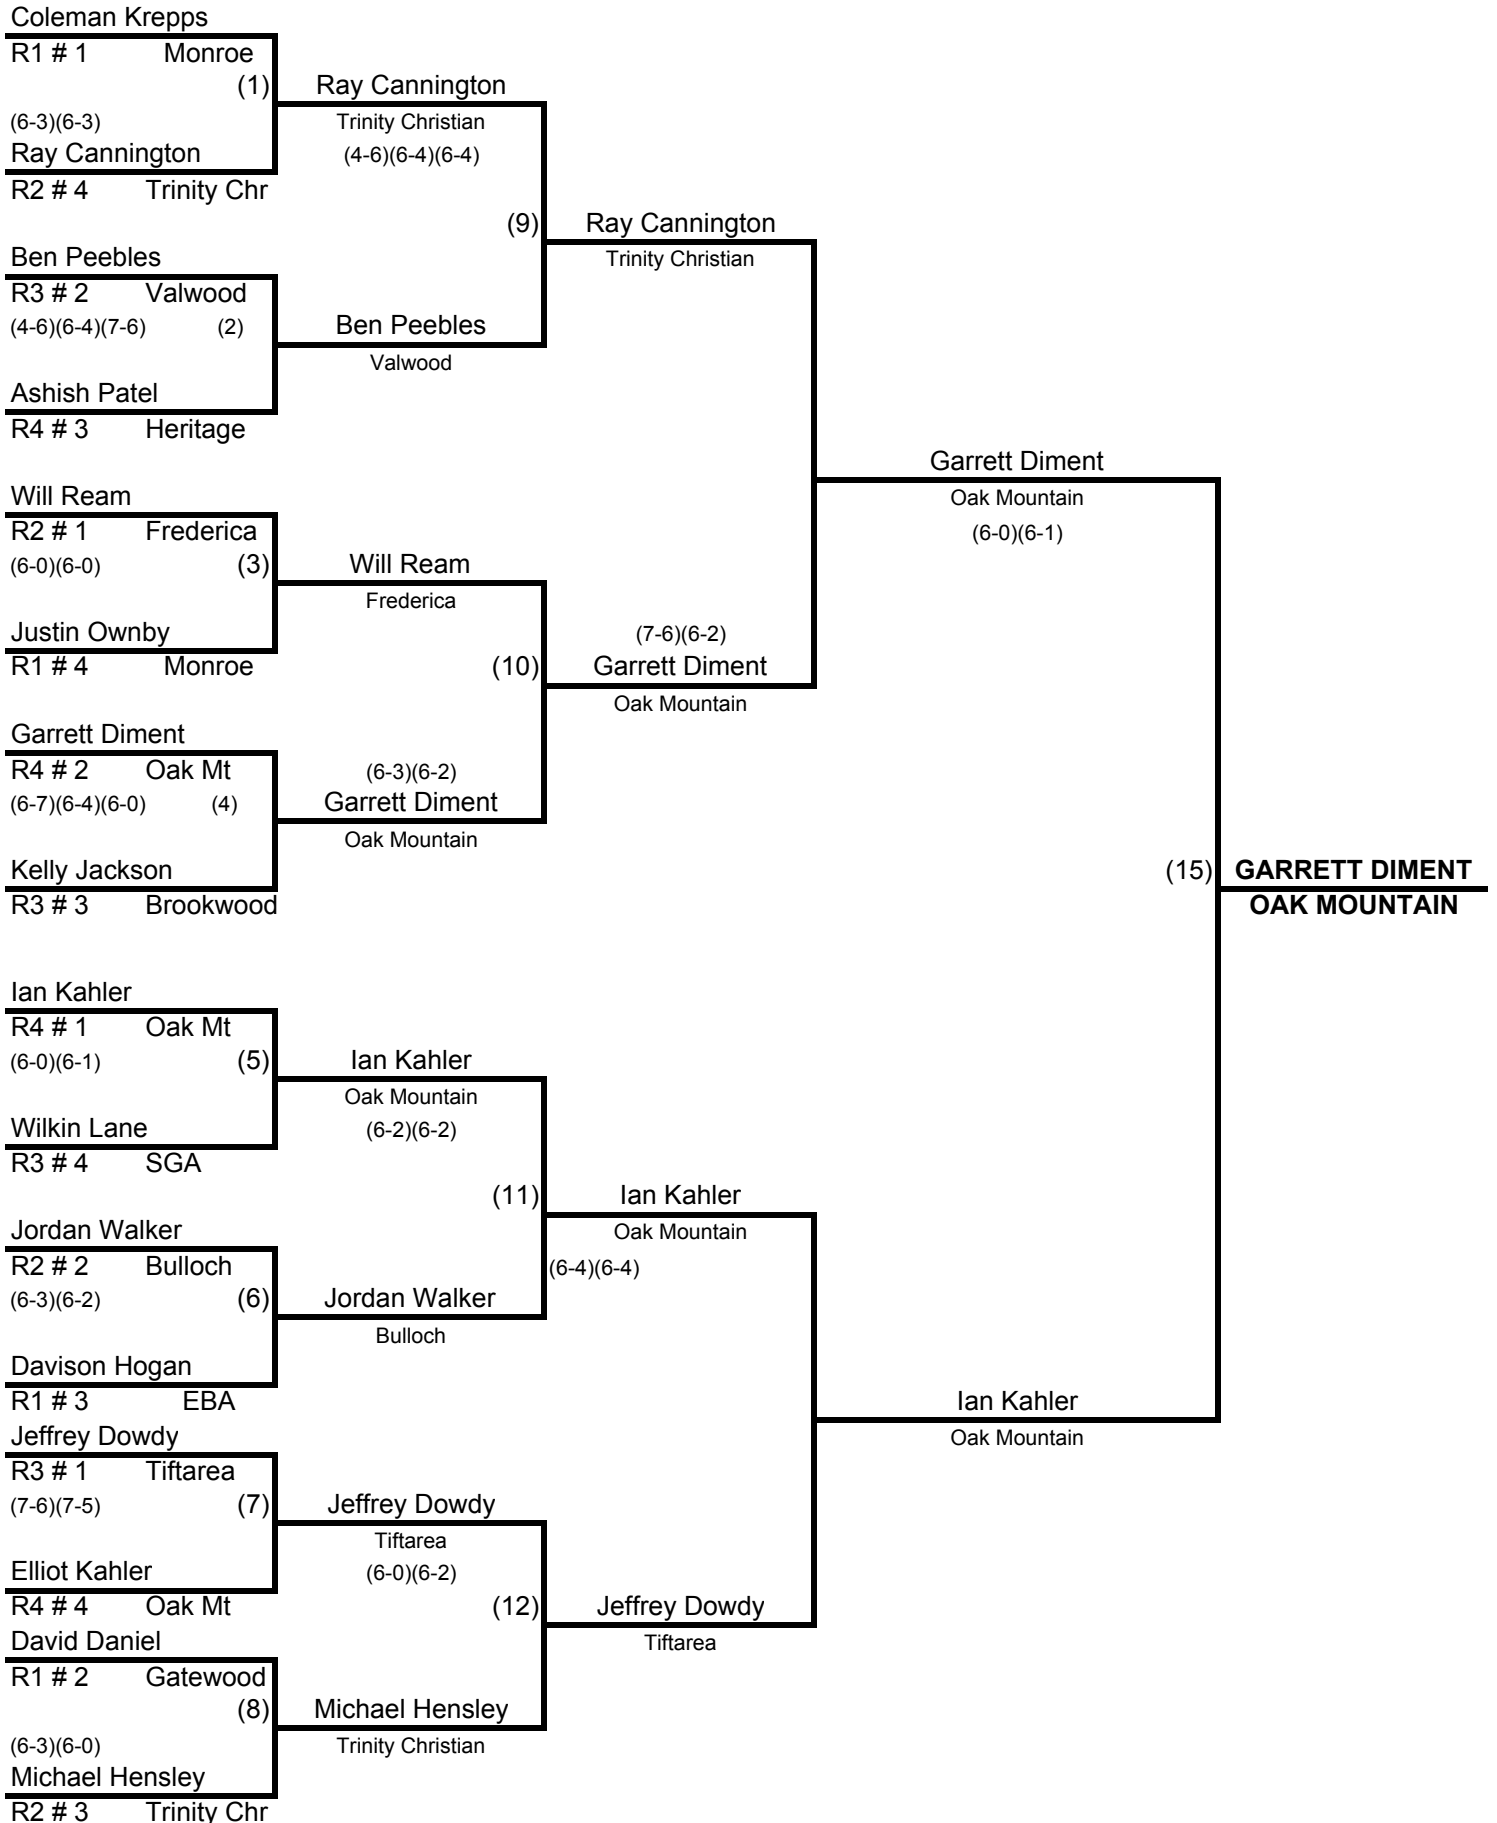 Coleman Krepps
R1 # 1 Monroe
(1)
(6-3)(6-3)
Ray Cannington
R2 # 4 Trinity Chr
Ben Peebles
R3 # 2 Valwood
(4-6)(6-4)(7-6) (2)
Ashish Patel
R4 # 3 Heritage
Will Ream
R2 # 1 Frederica
(6-0)(6-0) (3)
Justin Ownby
R1 # 4 Monroe
Garrett Diment
R4 # 2 Oak Mt
(6-7)(6-4)(6-0) (4)
Kelly Jackson
R3 # 3 Brookwood
Ian Kahler
R4 # 1 Oak Mt
(6-0)(6-1) (5)
Wilkin Lane
R3 # 4 SGA
Jordan Walker
R2 # 2 Bulloch
(6-3)(6-2) (6)
Davison Hogan
R1 # 3 EBA
Jeffrey Dowdy
R3 # 1 Tiftarea
(7-6)(7-5) (7)
Elliot Kahler
R4 # 4 Oak Mt
David Daniel
R1 # 2 Gatewood
(8)
(6-3)(6-0)
Michael Hensley
R2 # 3 Trinity Chr
Ray Cannington
Trinity Christian
(4-6)(6-4)(6-4)
(9)
Ben Peebles
Valwood
Will Ream
Frederica
(10)
(6-3)(6-2)
Garrett Diment
Oak Mountain
Ian Kahler
Oak Mountain
(6-2)(6-2)
(11)
Jordan Walker
Bulloch
Jeffrey Dowdy
Tiftarea
(6-0)(6-2)
(12)
Michael Hensley
Trinity Christian
Ray Cannington
Trinity Christian
(7-6)(6-2)
Garrett Diment
Oak Mountain
Ian Kahler
Oak Mountain
(6-4)(6-4)
Jeffrey Dowdy
Tiftarea
Garrett Diment
Oak Mountain
(6-0)(6-1)
(15)
Ian Kahler
Oak Mountain
GARRETT DIMENT
OAK MOUNTAIN